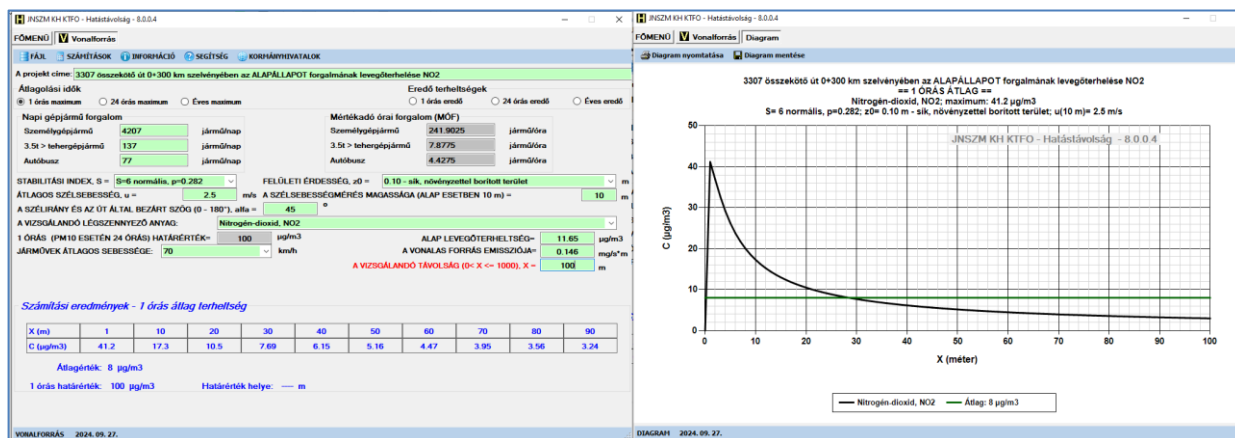 JNSZM KH KTFO - Hatástávolság - 8.0.0.4
FŐMENÜ V Vonalforrás
FÁJL SZÁMÍTÁSOK INFORMÁCIÓ SEGÍTSÉG KORMÁNYHIVATALOK
A projekt címe: 3307 összekötő út 0+300 km szelvényében az ALAPÁLLAPOT forgalmának levegőterhelése NO2
Átlagolási idők
1 órás maximum 24 órás maximum Éves maximum
Eredő terheltségek
1 órás eredő 24 órás eredő Éves eredő
Napi gépjármű forgalom
Személygépjármű 4207 jármű/nap
3.5t > tehergépjármű 137 jármű/nap
Autóbusz 77 jármű/nap
Mértékadó órai forgalom (MÓF)
Személygépjármű 241.9025 jármű/óra
3.5t > tehergépjármű 7.8775 jármű/óra
Autóbusz 4.4275 jármű/óra
STABILITÁSI INDEX, S = S=6 normális, p=0.282 FELÜLETI ÉRDESSÉG, z0 = 0.10 - sík, növényzettel borított terület m
ÁTLAGOS SZÉLSEBESSÉG, u = 2.5 m/s A SZÉLSEBESSÉGMÉRÉS MAGASSÁGA (ALAP ESETBEN 10 m) = 10 m
A SZÉLIRÁNY ÉS AZ ÚT ÁLTAL BEZÁRT SZÖG (0 - 180°), alfa = 45 °
A VIZSGÁLANDÓ LÉGSZENNYEZŐ ANYAG: Nitrogén-dioxid, NO2
1 ÓRÁS (PM10 ESETÉN 24 ÓRÁS) HATÁRÉRTÉK= 100 µg/m3 ALAP LEVEGŐTERHELTSÉG= 11.65 µg/m3
JÁRMŰVEK ÁTLAGOS SEBESSÉGE: 70 km/h A VONALAS FORRÁS EMISSZIÓJA= 0.146 mg/s*m
A VIZSGÁLANDÓ TÁVOLSÁG (0< X <= 1000), X = 100 m
Számítási eredmények - 1 órás átlag terheltség
X (m) 1 10 20 30 40 50 60 70 80 90
C (µg/m3) 41.2 17.3 10.5 7.69 6.15 5.16 4.47 3.95 3.56 3.24
Átlagérték: 8 µg/m3
1 órás határérték: 100 µg/m3 Határérték helye: --- m
VONALFORRÁS 2024. 09. 27.
JNSZM KH KTFO - Hatástávolság - 8.0.0.4
FŐMENÜ V Vonalforrás Diagram
Diagram nyomtatása Diagram mentése
3307 összekötő út 0+300 km szelvényében az ALAPÁLLAPOT forgalmának levegőterhelése NO2
== 1 ÓRÁS ÁTLAG ==
Nitrogén-dioxid, NO2; maximum: 41.2 µg/m3
S= 6 normális, p=0.282; z0= 0.10 m - sík, növényzettel borított terület; u(10 m)= 2.5 m/s
JNSZM KH KTFO - Hatástávolság - 8.0.0.4
C (µg/m3)
50
40
30
20
10
0
0 10 20 30 40 50 60 70 80 90 100
X (méter)
Nitrogén-dioxid, NO2 Átlag: 8 µg/m3
DIAGRAM 2024. 09. 27.